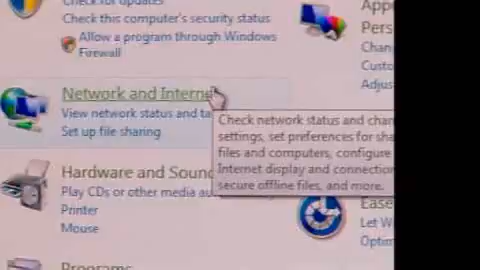 Check for updates
Check this computer's security status
Allow a program through Windows
Firewall
Network and Internet
View network status and ta
Set up file sharing
Hardware and Sound
Play CDs or other media au
Printer
Mouse
Programs
Appe
Pers
Chan
Custo
Adjus
Check network status and chan
settings, set preferences for sha
files and computers, configure
Internet display and connection
secure offline files, and more.
Ease
Let Wi
Optim